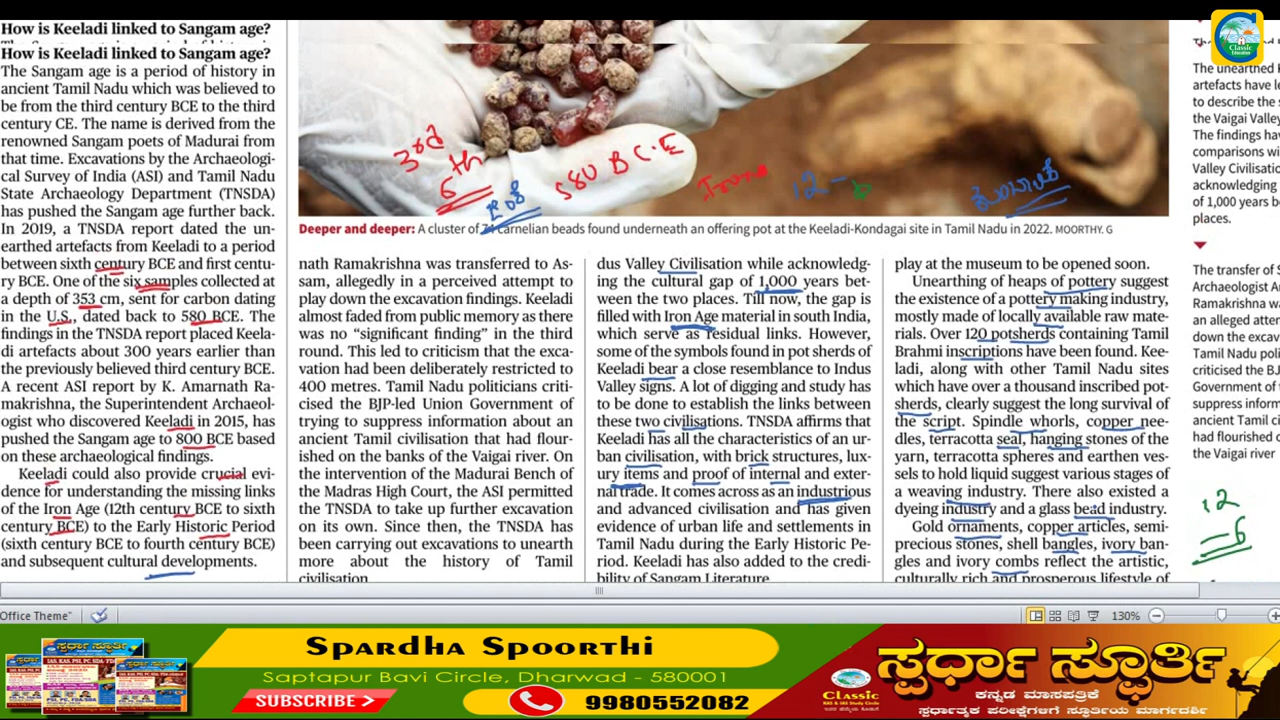 How is Keeladi linked to Sangam age?
How is Keeladi linked to Sangam age?
The Sangam age is a period of history in
ancient Tamil Nadu which was believed to
be from the third century BCE to the third
century CE. The name is derived from the
renowned Sangam poets of Madurai from
that time. Excavations by the Archaeologi-
cal Survey of India (ASI) and Tamil Nadu
State Archaeology Department (TNSDA)
has pushed the Sangam age further back.
In 2019, a TNSDA report dated the un-
earthed artefacts from Keeladi to a period
between sixth century BCE and first centu-
ry BCE. One of the six samples collected at
a depth of 353 cm, sent for carbon dating
in the U.S., dated back to 580 BCE. The
findings in the TNSDA report placed Keela-
di artefacts about 300 years earlier than
the previously believed third century BCE.
A recent ASI report by K. Amarnath Ra-
makrishna, the Superintendent Archaeol-
ogist who discovered Keeladi in 2015, has
pushed the Sangam age to 800 BCE based
on these archaeological findings.
Keeladi could also provide crucial evi-
dence for understanding the missing links
of the Iron Age (12th century BCE to sixth
century BCE) to the Early Historic Period
(sixth century BCE to fourth century BCE)
and subsequent cultural developments.
3rd
6th
580 B C E
12 -
Deeper and deeper: A cluster of 74 carnelian beads found underneath an offering pot at the Keeladi-Kondagai site in Tamil Nadu in 2022. MOORTHY. G
nath Ramakrishna was transferred to As-
sam, allegedly in a perceived attempt to
play down the excavation findings. Keeladi
almost faded from public memory as there
was no "significant finding" in the third
round. This led to criticism that the exca-
vation had been deliberately restricted to
400 metres. Tamil Nadu politicians criti-
cised the BJP-led Union Government of
trying to suppress information about an
ancient Tamil civilisation that had flour-
ished on the banks of the Vaigai river. On
the intervention of the Madurai Bench of
the Madras High Court, the ASI permitted
the TNSDA to take up further excavation
on its own. Since then, the TNSDA has
been carrying out excavations to unearth
more about the history of Tamil
civilisation.
dus Valley Civilisation while acknowledg-
ing the cultural gap of 1,000 years bet-
ween the two places. Till now, the gap is
filled with Iron Age material in south India,
which serve as residual links. However,
some of the symbols found in pot sherds of
Keeladi bear a close resemblance to Indus
Valley signs. A lot of digging and study has
to be done to establish the links between
these two civilisations. TNSDA affirms that
Keeladi has all the characteristics of an ur-
ban civilisation, with brick structures, lux-
ury items and proof of internal and exter-
nal trade. It comes across as an industrious
and advanced civilisation and has given
evidence of urban life and settlements in
Tamil Nadu during the Early Historic Pe-
riod. Keeladi has also added to the credi-
bility of Sangam Literature.
play at the museum to be opened soon.
Unearthing of heaps of pottery suggest
the existence of a pottery making industry,
mostly made of locally available raw mate-
rials. Over 120 potsherds containing Tamil
Brahmi inscriptions have been found. Kee-
ladi, along with other Tamil Nadu sites
which have over a thousand inscribed pot-
sherds, clearly suggest the long survival of
the script. Spindle whorls, copper nee-
dles, terracotta seal, hanging stones of the
yarn, terracotta spheres and earthen ves-
sels to hold liquid suggest various stages of
a weaving industry. There also existed a
dyeing industry and a glass bead industry.
Gold ornaments, copper articles, semi-
precious stones, shell bangles, ivory ban-
gles and ivory combs reflect the artistic,
culturally rich and prosperous lifestyle of
The unearthed
artefacts have le
to describe the s
the Vaigai Valley
The findings hav
comparisons wi
Valley Civilisatio
acknowledging
of 1,000 years b
places.
The transfer of S
Archaeologist A
Ramakrishna wa
an alleged atten
down the excav
Tamil Nadu poli
criticised the BJ
Government of
suppress inform
ancient Tamil ci
had flourished o
the Vaigai river
12
- 6
Classic
Education
Office Theme"
130%
Spardha Spoorthi
Saptapur Bavi Circle, Dharwad - 580001
SUBSCRIBE
9980552082
ಸ್ಪರ್ಧಾ ಸ್ಫೂರ್ತಿ
Classic
IAS & KAS Study Circle
ಕನ್ನಡ ಮಾಸಪತ್ರಿಕೆ
ಸ್ಪರ್ಧಾತ್ಮಕ ಪರೀಕ್ಷೆಗಳಿಗೆ ಸ್ಫೂರ್ತಿಯ ಮಾರ್ಗದರ್ಶಿ